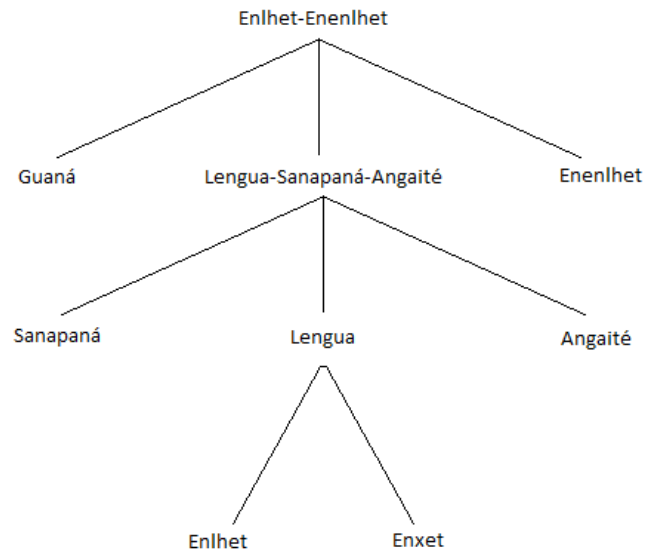 Enlhet-Enenlhet
Guaná
Lengua-Sanapaná-Angaité
Enenlhet
Sanapaná
Lengua
Angaité
Enlhet
Enxet